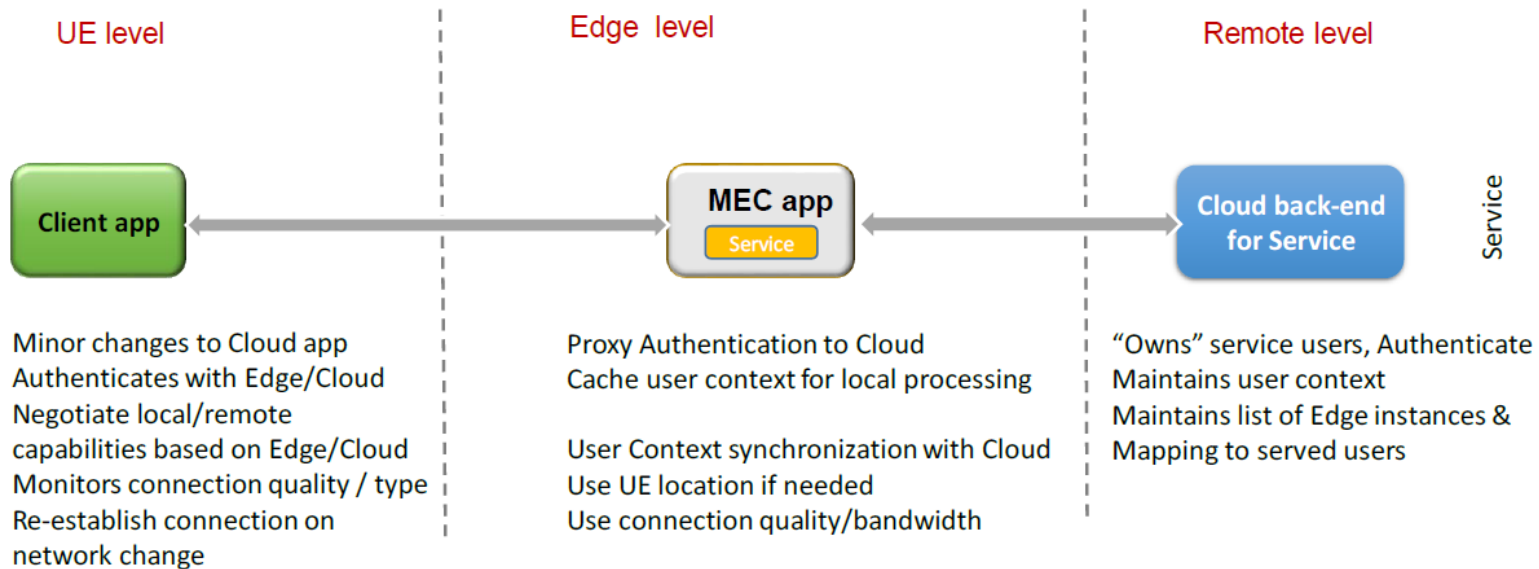 UE level
Edge level
Remote level
Client app
MEC app
Service
Cloud back-end
for Service
Service
Minor changes to Cloud app
Authenticates with Edge/Cloud
Negotiate local/remote
capabilities based on Edge/Cloud
Monitors connection quality / type
Re-establish connection on
network change
Proxy Authentication to Cloud
Cache user context for local processing
User Context synchronization with Cloud
Use UE location if needed
Use connection quality/bandwidth
“Owns” service users, Authenticate
Maintains user context
Maintains list of Edge instances &
Mapping to served users